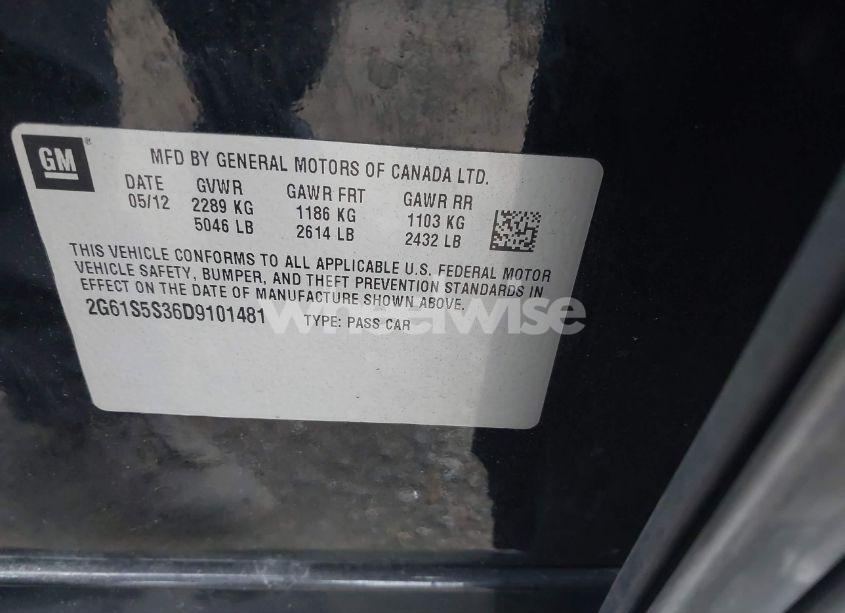 GM®
MFD BY GENERAL MOTORS OF CANADA LTD.
DATE GVWR GAWR FRT GAWR RR
05/12 2289 KG 1186 KG 1103 KG
5046 LB 2614 LB 2432 LB
THIS VEHICLE CONFORMS TO ALL APPLICABLE U.S. FEDERAL MOTOR
VEHICLE SAFETY, BUMPER, AND THEFT PREVENTION STANDARDS IN
EFFECT ON THE DATE OF MANUFACTURE SHOWN ABOVE.
2G61S5S36D9101481 TYPE: PASS CAR
Wheelwise